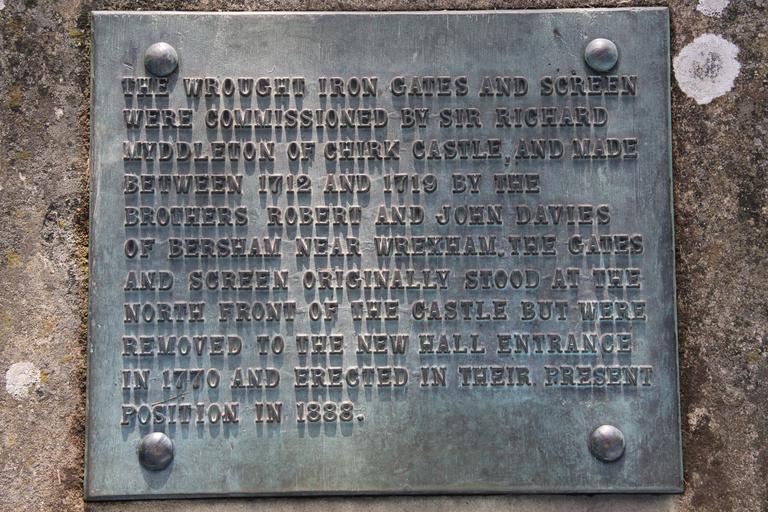 THE WROUGHT IRON GATES AND SCREEN
WERE COMMISSIONED BY SIR RICHARD
MYDDLETON OF CHIRK CASTLE, AND MADE
BETWEEN 1712 AND 1719 BY THE
BROTHERS ROBERT AND JOHN DAVIES
OF BERSHAM NEAR WREXHAM. THE GATES
AND SCREEN ORIGINALLY STOOD AT THE
NORTH FRONT OF THE CASTLE BUT WERE
REMOVED TO THE NEW HALL ENTRANCE
IN 1770 AND ERECTED IN THEIR PRESENT
POSITION IN 1888.